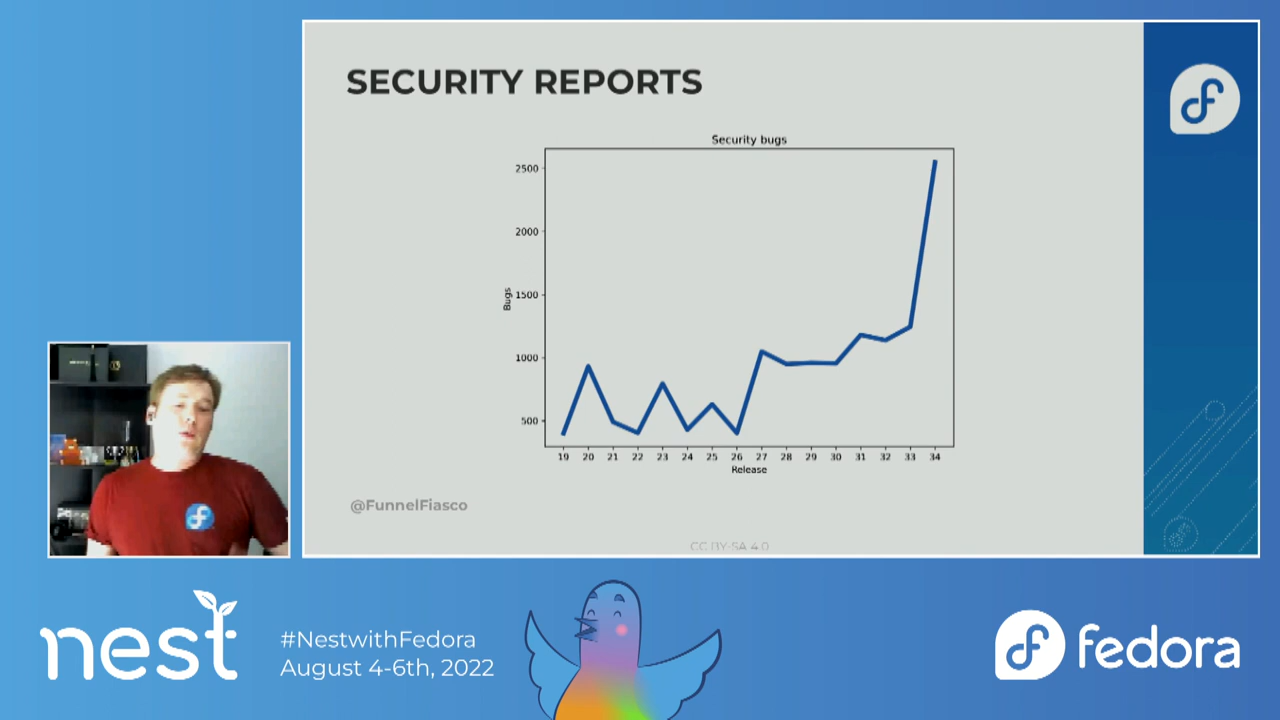 SECURITY REPORTS
Security bugs
2500
2000
1500
1000
500
Bugs
19 20 21 22 23 24 25 26 27 28 29 30 31 32 33 34
Release
@FunnelFiasco
CC BY-SA 4.0
nest
#NestwithFedora
August 4-6th, 2022
fedora